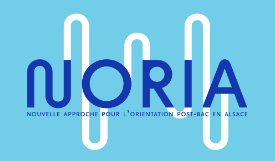 NORIA
NOUVELLE APPROCHE POUR L'ORIENTATION POST-BAC EN ALSACE